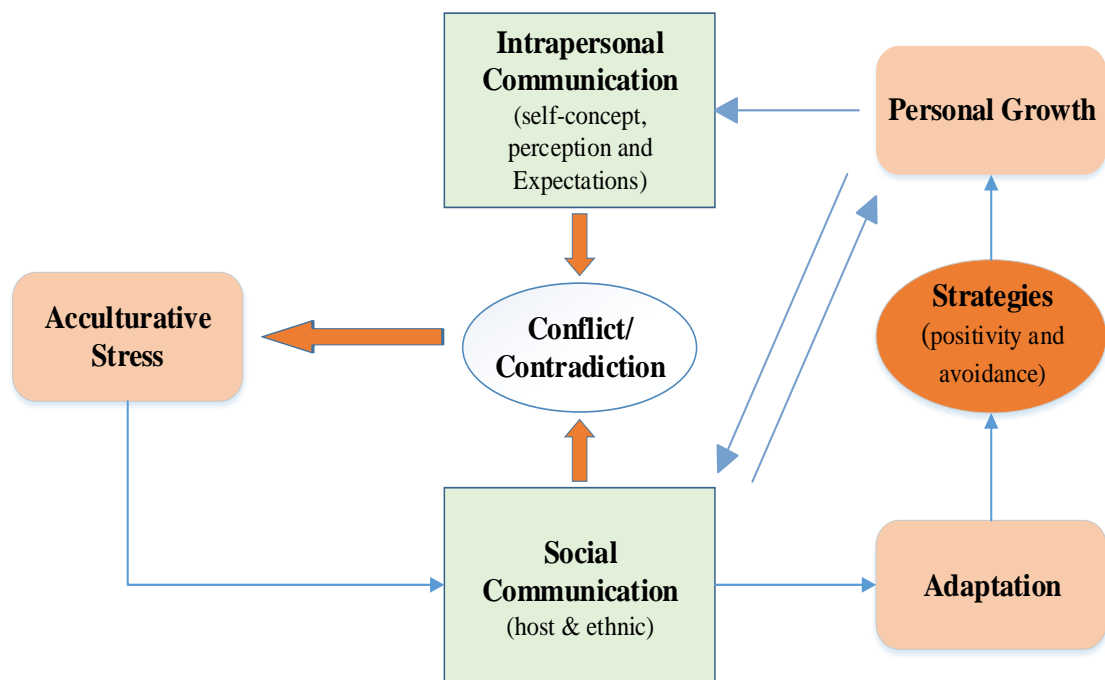 Intrapersonal
Communication
(self-concept,
perception and
Expectations)
Personal Growth
Acculturative
Stress
Conflict/
Contradiction
Strategies
(positivity and
avoidance)
Social
Communication
(host & ethnic)
Adaptation